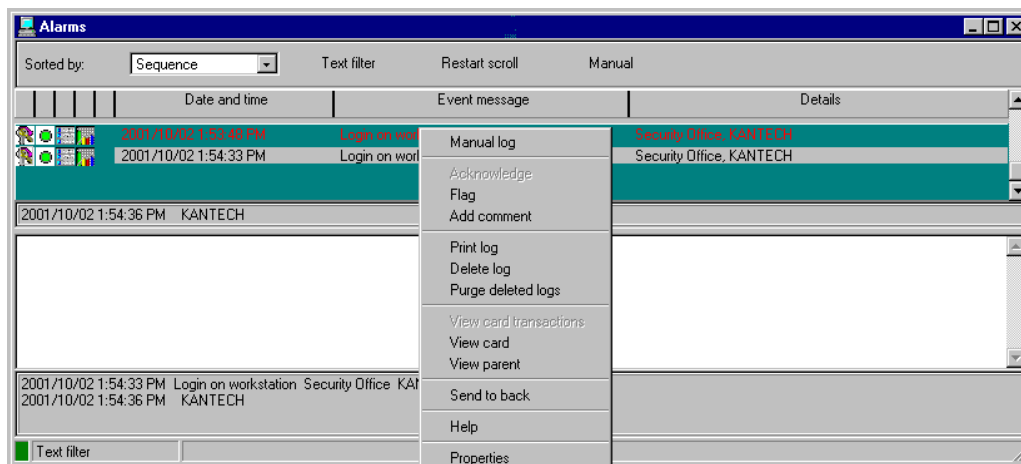 Alarms
Sorted by: Sequence Text filter Restart scroll Manual
Date and time Event message Details
2001/10/02 1:53:48 PM Login on wor Security Office, KANTECH
2001/10/02 1:54:33 PM Login on worl Security Office, KANTECH
Manual log
Acknowledge
Flag
Add comment
Print log
Delete log
Purge deleted logs
View card transactions
View card
View parent
Send to back
Help
Properties
2001/10/02 1:54:36 PM KANTECH
2001/10/02 1:54:33 PM Login on workstation Security Office KAN
2001/10/02 1:54:36 PM KANTECH
Text filter